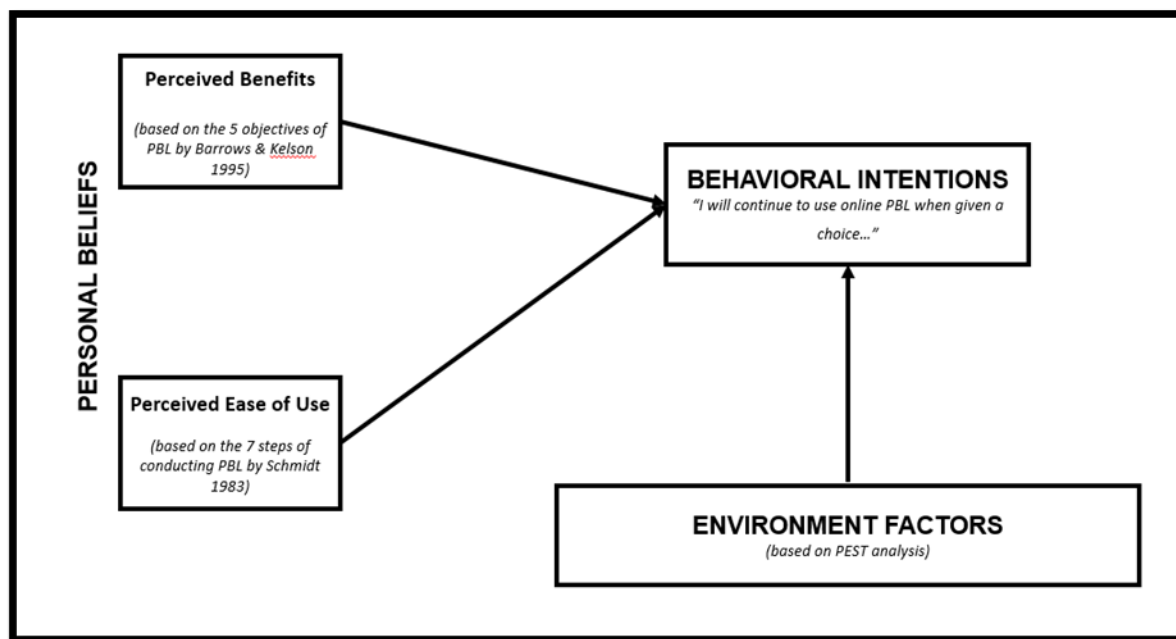 PERSONAL BELIEFS
Perceived Benefits
(based on the 5 objectives of
PBL by Barrows & Kelson
1995)
Perceived Ease of Use
(based on the 7 steps of
conducting PBL by Schmidt
1983)
BEHAVIORAL INTENTIONS
“I will continue to use online PBL when given a
choice…”
ENVIRONMENT FACTORS
(based on PEST analysis)